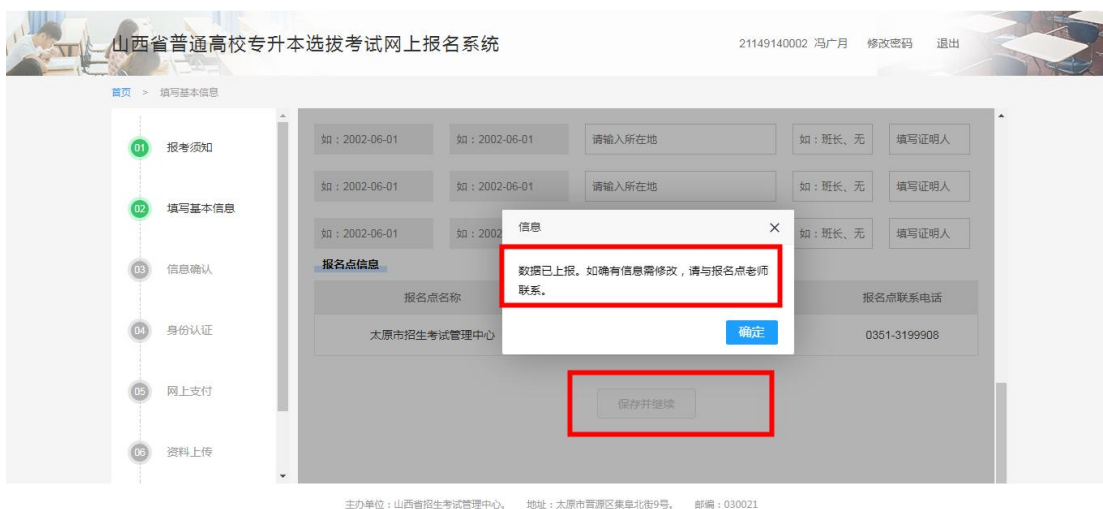 山西省普通高校专升本选拔考试网上报名系统
21149140002 冯广月 修改密码 退出
首页 > 填写基本信息
01 报考须知
02 填写基本信息
03 信息确认
04 身份认证
05 网上支付
06 资料上传
如：2002-06-01 如：2002-06-01 请输入所在地 如：班长、无 填写证明人
如：2002-06-01 如：2002-06-01 请输入所在地 如：班长、无 填写证明人
如：2002-06-01 如：2002 如：班长、无 填写证明人
信息
数据已上报。如确有信息需修改，请与报名点老师
联系。
确定
报名点信息
报名点名称 报名点联系电话
太原市招生考试管理中心 0351-3199908
保存并继续
主办单位：山西省招生考试管理中心。 地址：太原市晋源区集阜北街9号。 邮编：030021